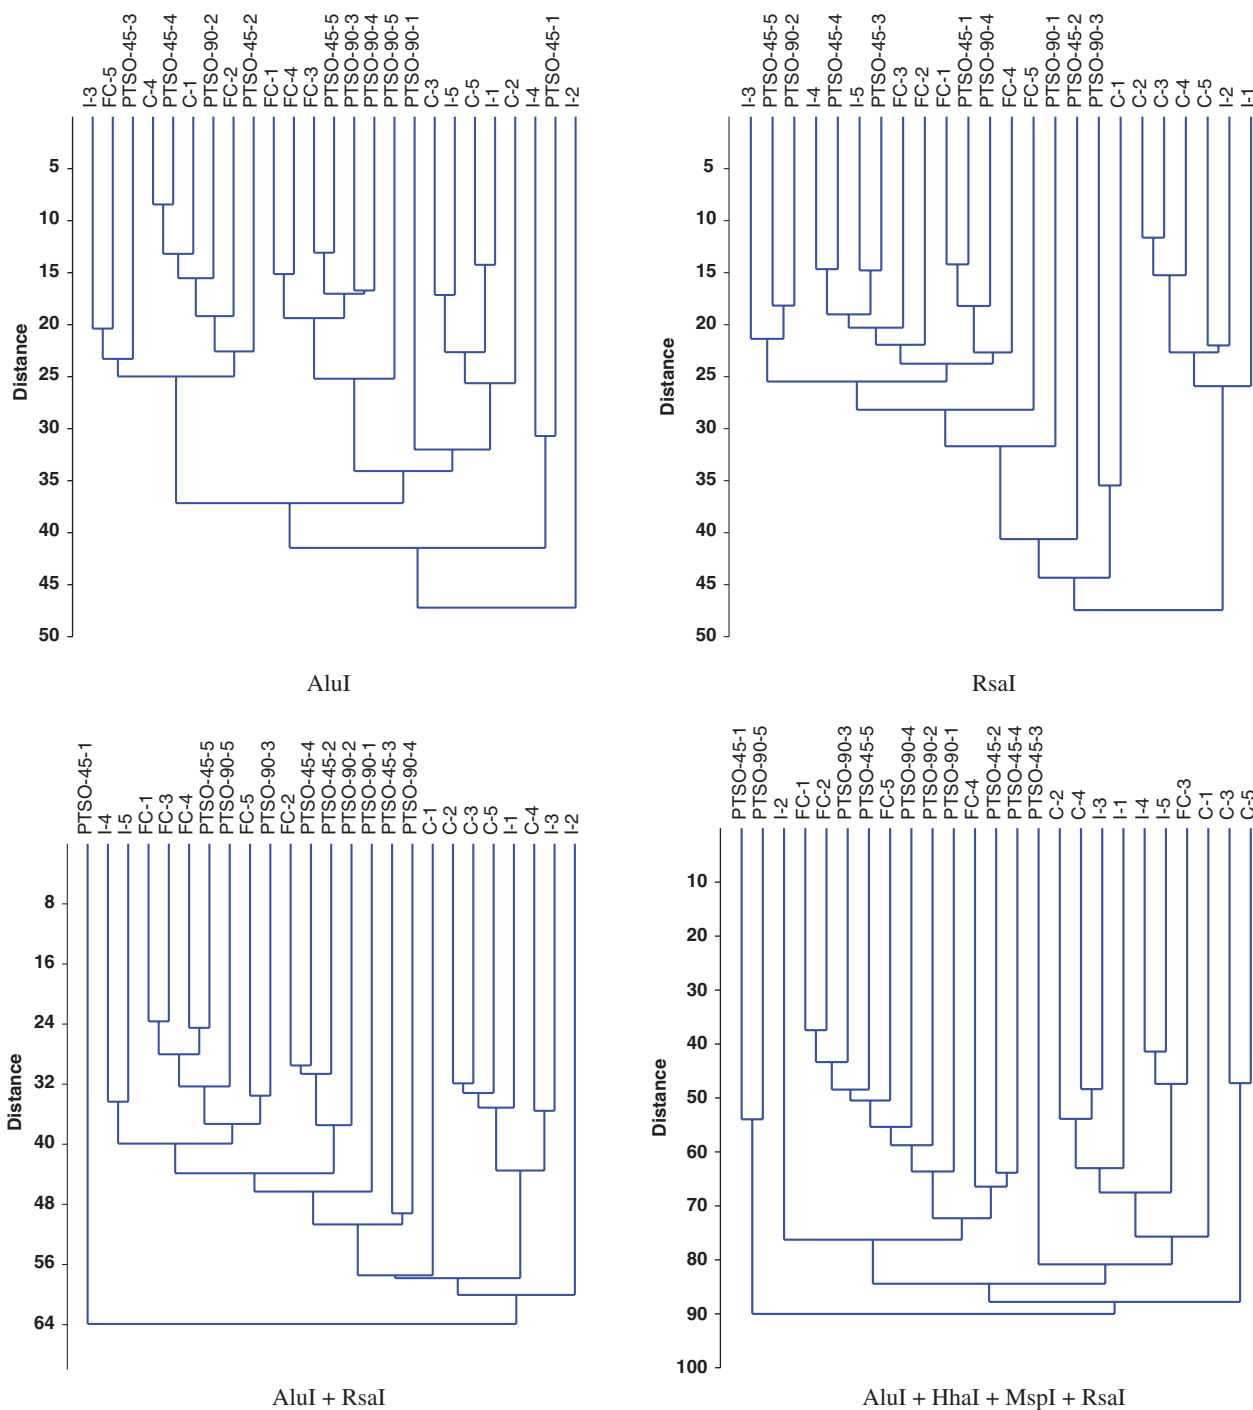 I-3
FC-5
PTSO-45-3
C-4
PTSO-45-4
C-1
PTSO-90-2
FC-2
PTSO-45-2
FC-1
FC-4
FC-3
PTSO-45-5
PTSO-90-3
PTSO-90-4
PTSO-90-5
PTSO-90-1
C-3
I-5
C-5
I-1
C-2
I-4
PTSO-45-1
I-2
5
10
15
20
25
30
35
40
45
50
Distance
AluI
I-3
PTSO-45-5
PTSO-90-2
I-4
PTSO-45-4
I-5
PTSO-45-3
FC-3
FC-2
FC-1
PTSO-45-1
PTSO-90-4
FC-4
FC-5
PTSO-90-1
PTSO-45-2
PTSO-90-3
C-1
C-2
C-3
C-4
C-5
I-2
I-1
5
10
15
20
25
30
35
40
45
50
Distance
RsaI
PTSO-45-1
I-4
I-5
FC-1
FC-3
FC-4
PTSO-45-5
PTSO-90-5
FC-5
PTSO-90-3
FC-2
PTSO-45-4
PTSO-45-2
PTSO-90-2
PTSO-90-1
PTSO-45-3
PTSO-90-4
C-1
C-2
C-3
C-5
I-1
C-4
I-3
I-2
8
16
24
32
40
48
56
64
Distance
AluI + RsaI
PTSO-45-1
PTSO-90-5
I-2
FC-1
FC-2
PTSO-90-3
PTSO-45-5
FC-5
PTSO-90-4
PTSO-90-2
PTSO-90-1
FC-4
PTSO-45-2
PTSO-45-4
PTSO-45-3
C-2
C-4
I-3
I-1
I-4
I-5
FC-3
C-1
C-3
C-5
10
20
30
40
50
60
70
80
90
100
Distance
AluI + HhaI + MspI + RsaI